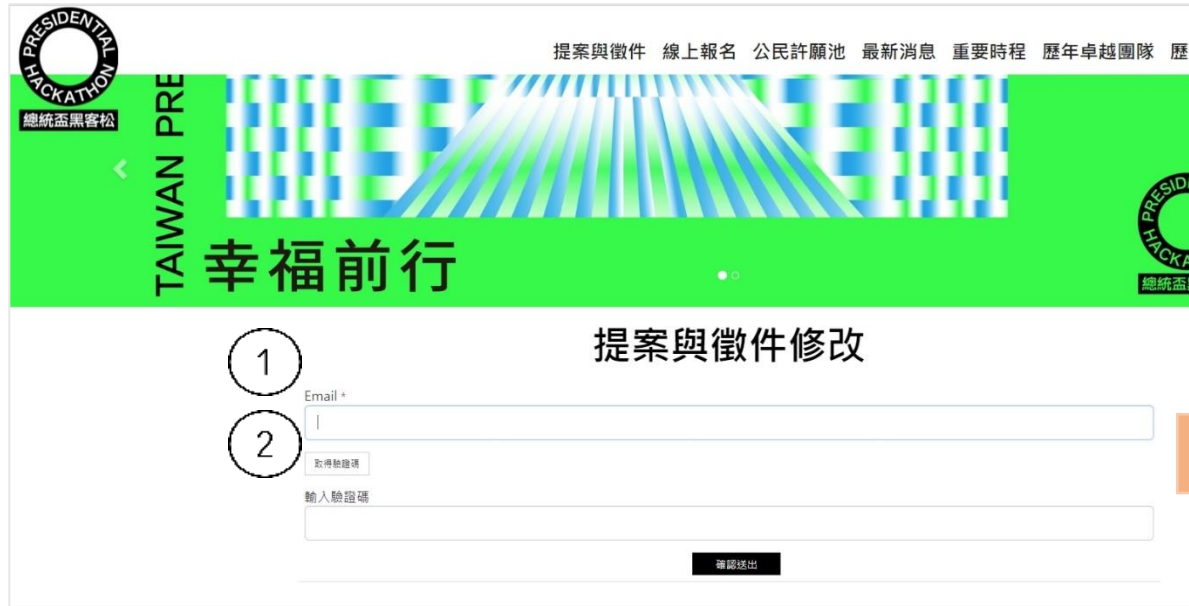 PRESIDENTIAL HACKATHON
總統盃黑客松
提案與徵件 線上報名 公民許願池 最新消息 重要時程 歷年卓越團隊 歷
TAIWAN PRE
幸福前行
提案與徵件修改
1
Email *
2
取得驗證碼
輸入驗證碼
確認送出